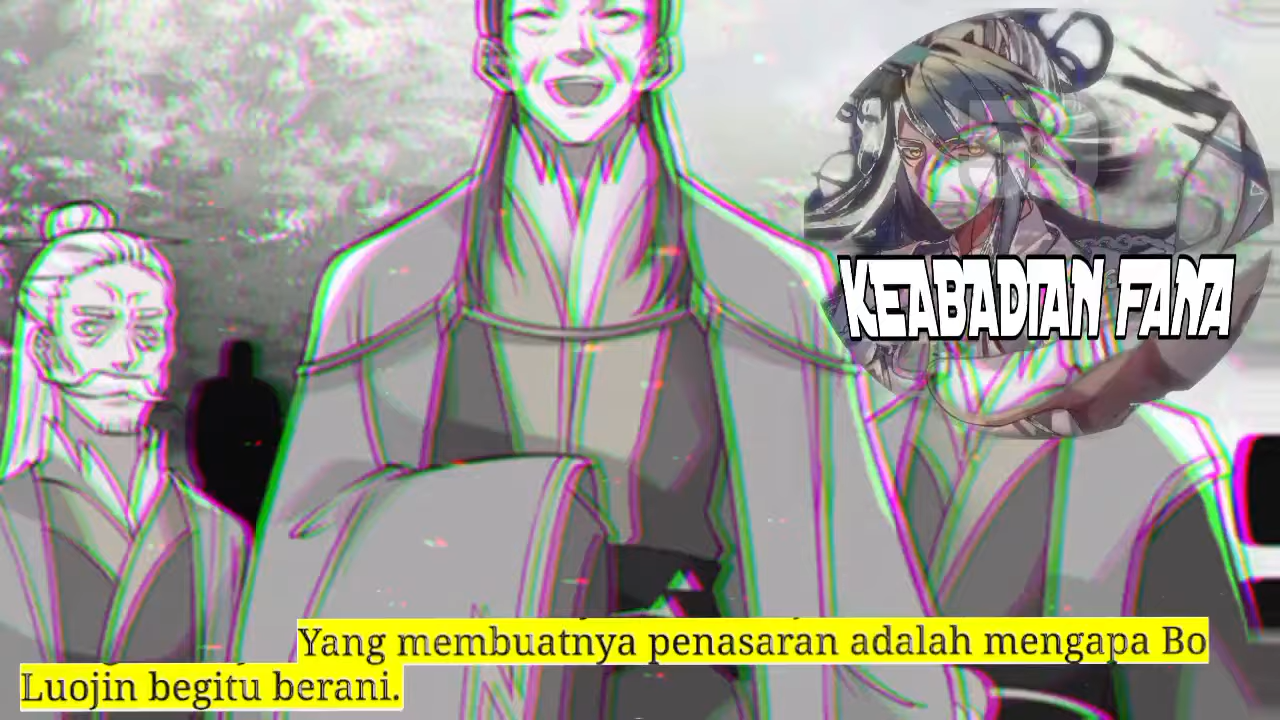 KEABADIAN FANA
Yang membuatnya penasaran adalah mengapa Bo
Luojin begitu berani.